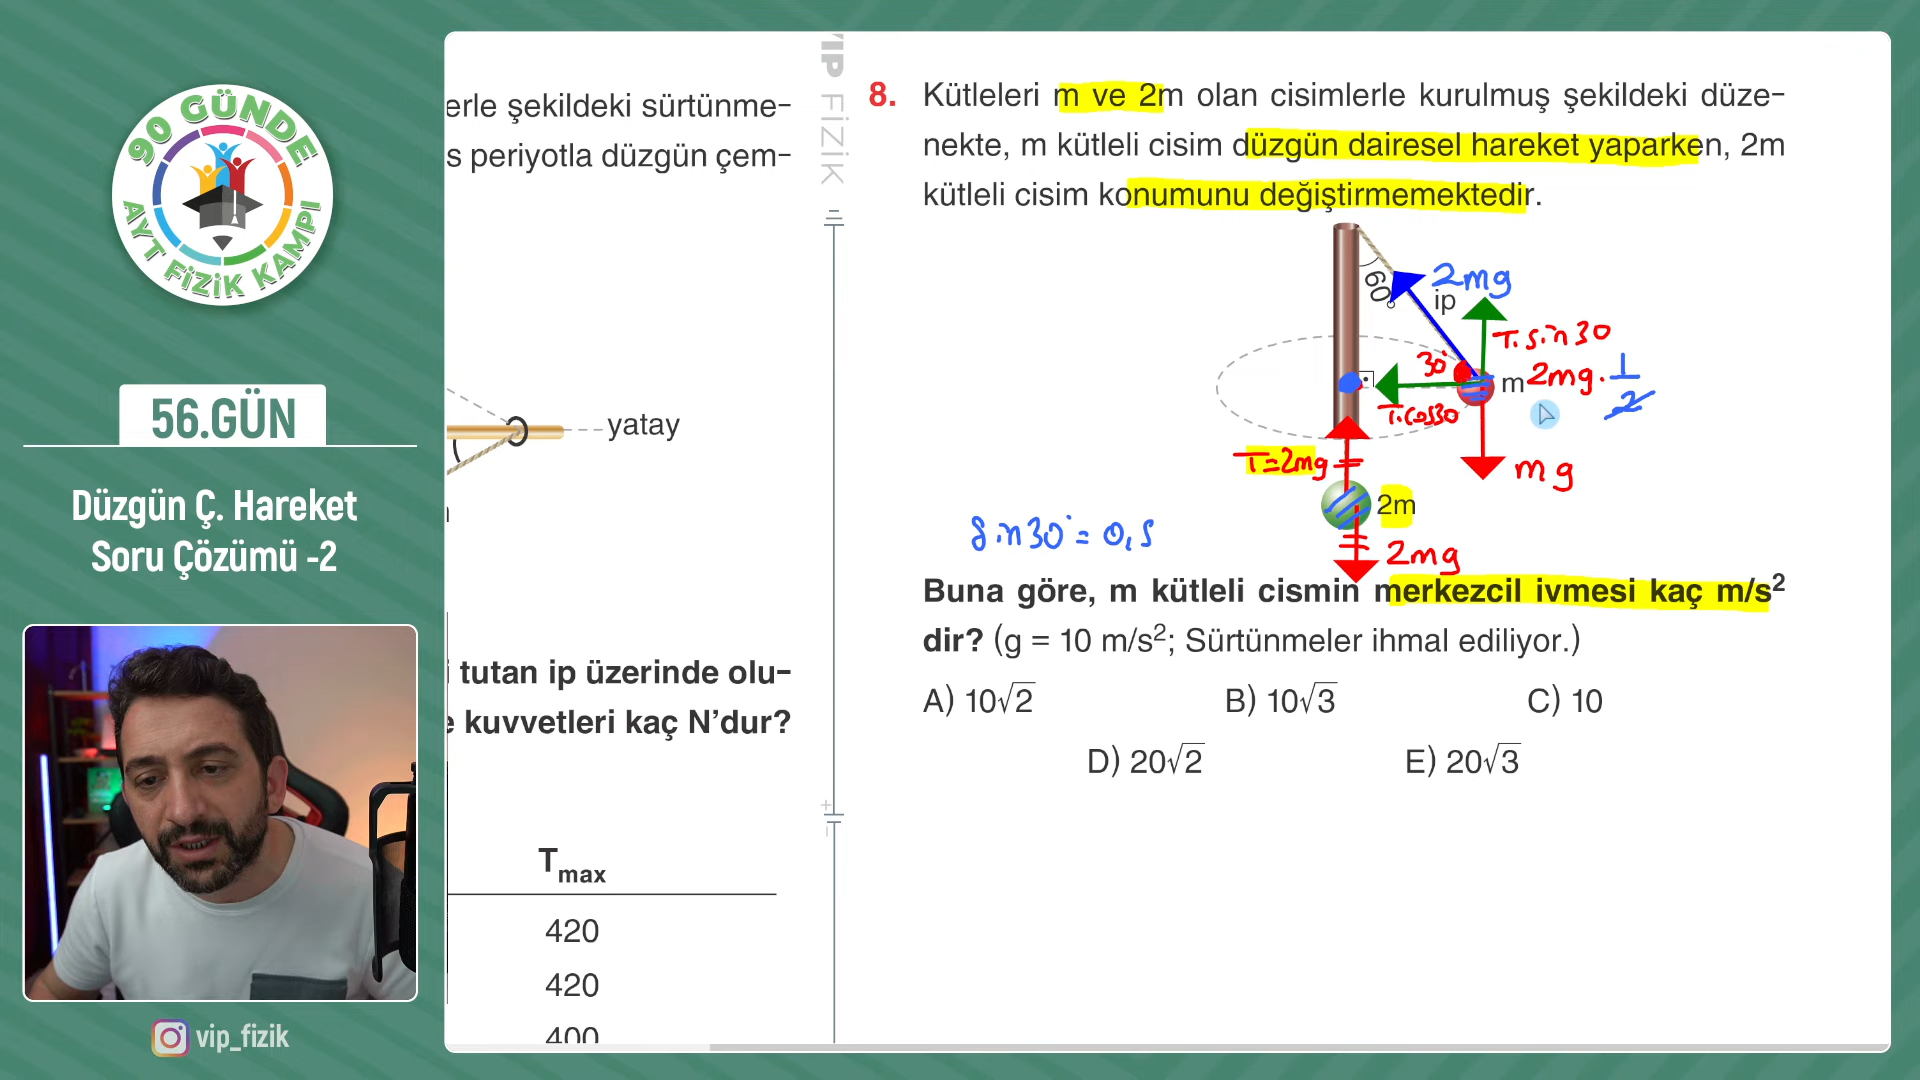 90 GÜNDE
AYT FİZİK KAMPI
56.GÜN
Düzgün Ç. Hareket
Soru Çözümü -2
vip_fizik
erle şekildeki sürtünme-
s periyotla düzgün çem-
yatay
i tutan ip üzerinde olu-
e kuvvetleri kaç N’dur?
Tmax
420
420
400
VIP FİZİK
8. Kütleleri m ve 2m olan cisimlerle kurulmuş şekildeki düze-
nekte, m kütleli cisim düzgün dairesel hareket yaparken, 2m
kütleli cisim konumunu değiştirmemektedir.
60°
2mg
ip
T.sin30
30°
m
2mg.1/2
T.cos30
T=2mg
mg
2m
sin30°=0,5
2mg
Buna göre, m kütleli cismin merkezcil ivmesi kaç m/s²
dir? (g = 10 m/s²; Sürtünmeler ihmal ediliyor.)
A) 10√2 B) 10√3 C) 10
D) 20√2 E) 20√3